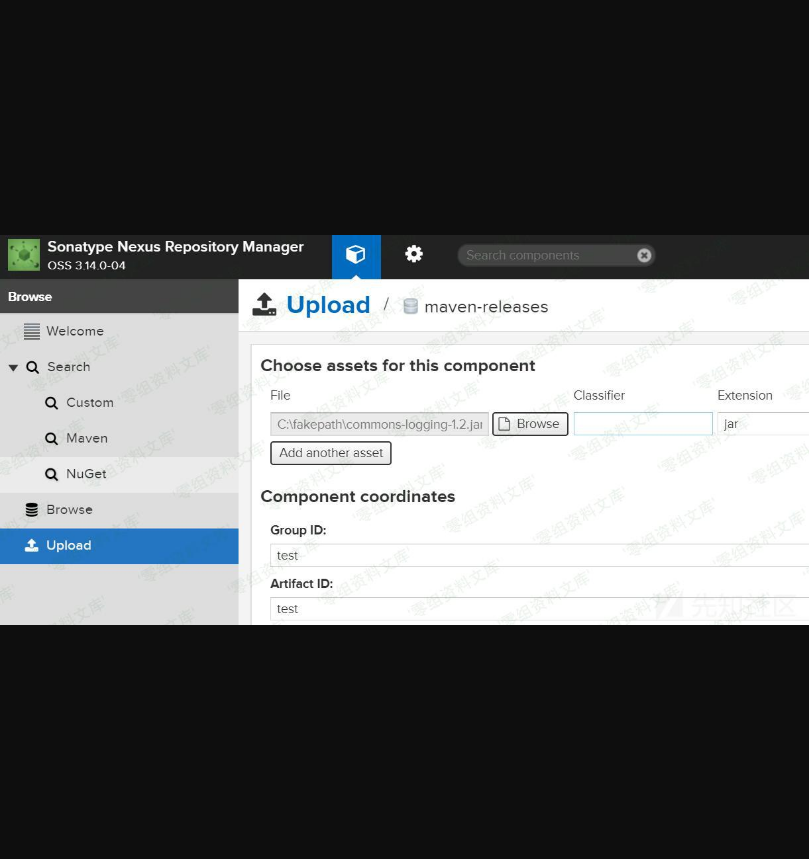 Sonatype Nexus Repository Manager
OSS 3.14.0-04
Search components
Browse
Welcome
Search
Custom
Maven
NuGet
Browse
Upload
Upload / maven-releases
Choose assets for this component
File Classifier Extension
C:\fakepath\commons-logging-1.2.jar Browse jar
Add another asset
Component coordinates
Group ID:
test
Artifact ID:
test
零组资料文库
先知社区